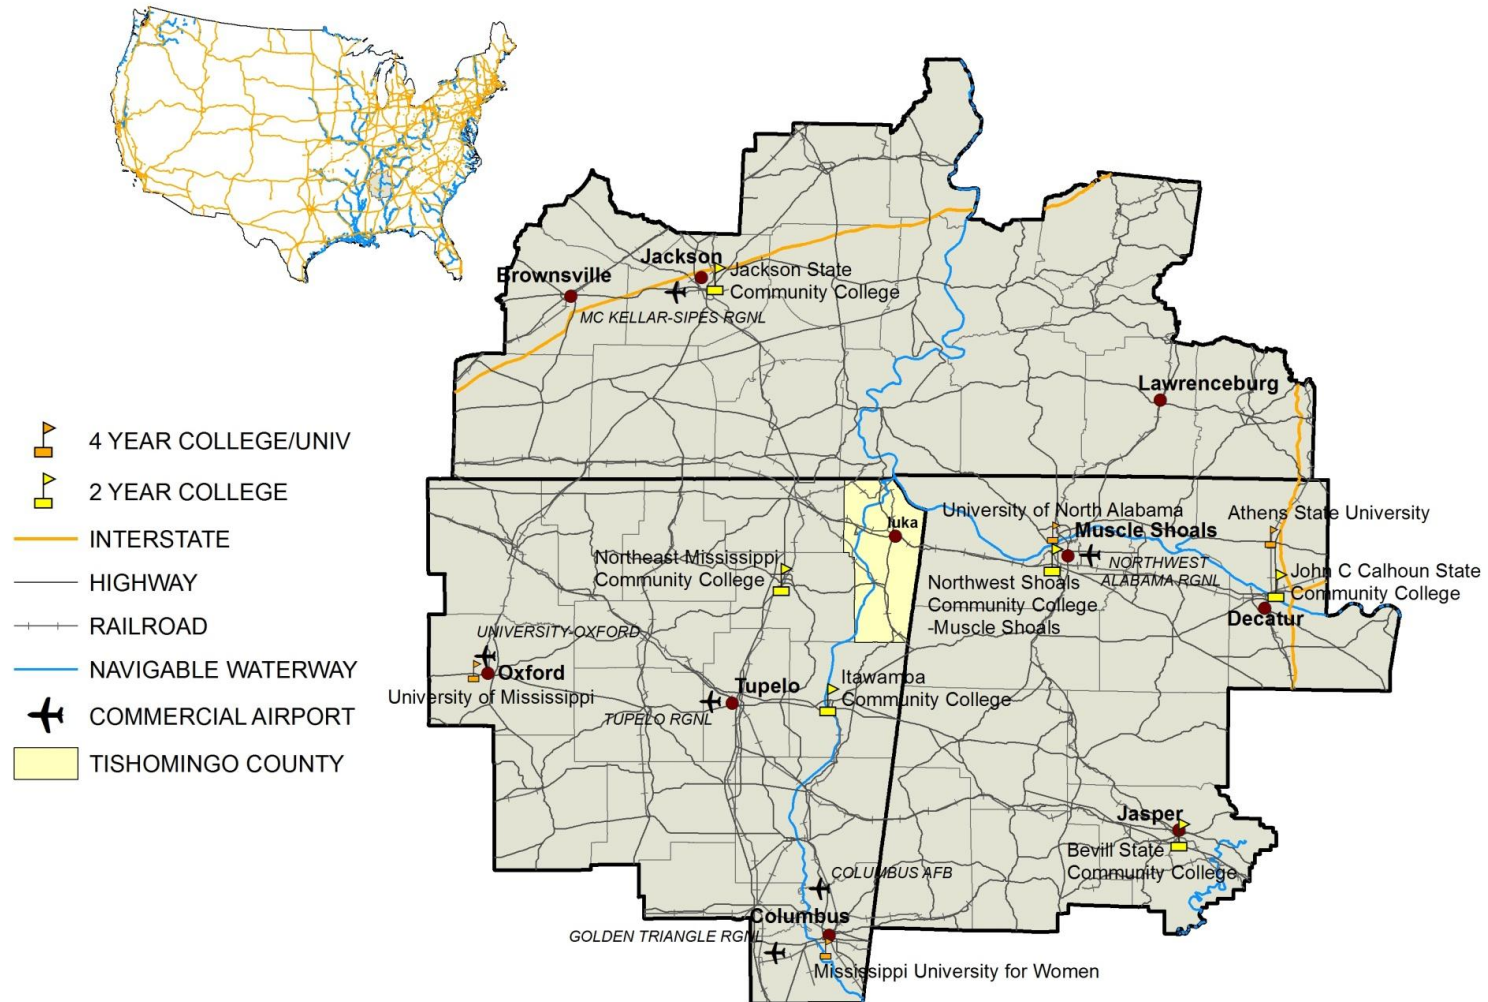 Jackson
Jackson State
Community College
Brownsville
MC KELLAR-SIPES RGNL
Lawrenceburg
4 YEAR COLLEGE/UNIV
2 YEAR COLLEGE
INTERSTATE
HIGHWAY
RAILROAD
NAVIGABLE WATERWAY
COMMERCIAL AIRPORT
TISHOMINGO COUNTY
Iuka
University of North Alabama
Muscle Shoals
Athens State University
NORTHWEST
ALABAMA RGNL
Northeast Mississippi
Community College
Northwest Shoals
Community College
-Muscle Shoals
John C Calhoun State
Community College
Decatur
UNIVERSITY-OXFORD
Oxford
University of Mississippi
Tupelo
TUPELO RGNL
Itawamba
Community College
Jasper
Bevill State
Community College
COLUMBUS AFB
Columbus
GOLDEN TRIANGLE RGNL
Mississippi University for Women